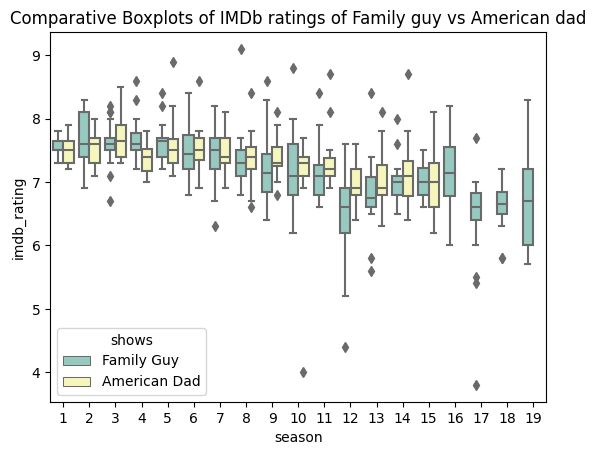 Comparative Boxplots of IMDb ratings of Family guy vs American dad
9
8
7
6
5
4
imdb_rating
shows
Family Guy
American Dad
1 2 3 4 5 6 7 8 9 10 11 12 13 14 15 16 17 18 19
season